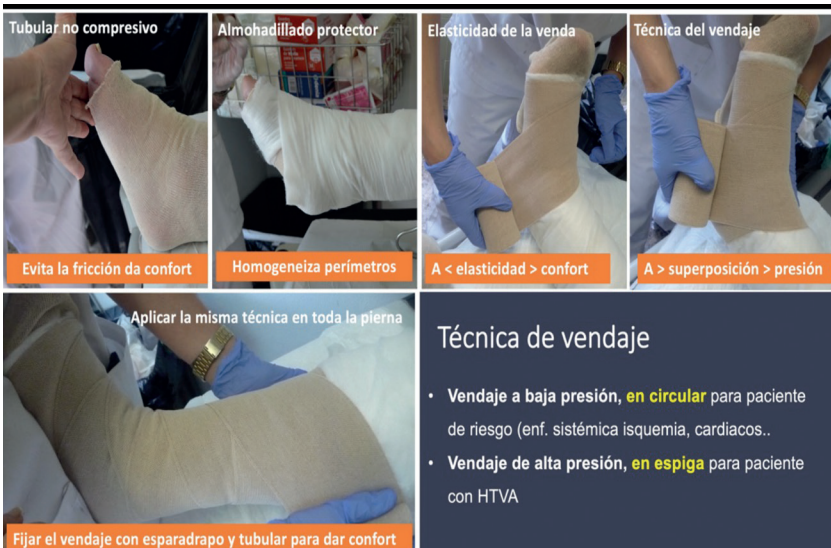 Tubular no compresivo
Evita la fricción da confort
Almohadillado protector
Homogeneiza perímetros
Elasticidad de la venda
A < elasticidad > confort
Técnica del vendaje
A > superposición > presión
Aplicar la misma técnica en toda la pierna
Fijar el vendaje con esparadrapo y tubular para dar confort
Técnica de vendaje
• Vendaje a baja presión, en circular para paciente
de riesgo (enf. sistémica isquemia, cardiacos..
• Vendaje de alta presión, en espiga para paciente
con HTVA